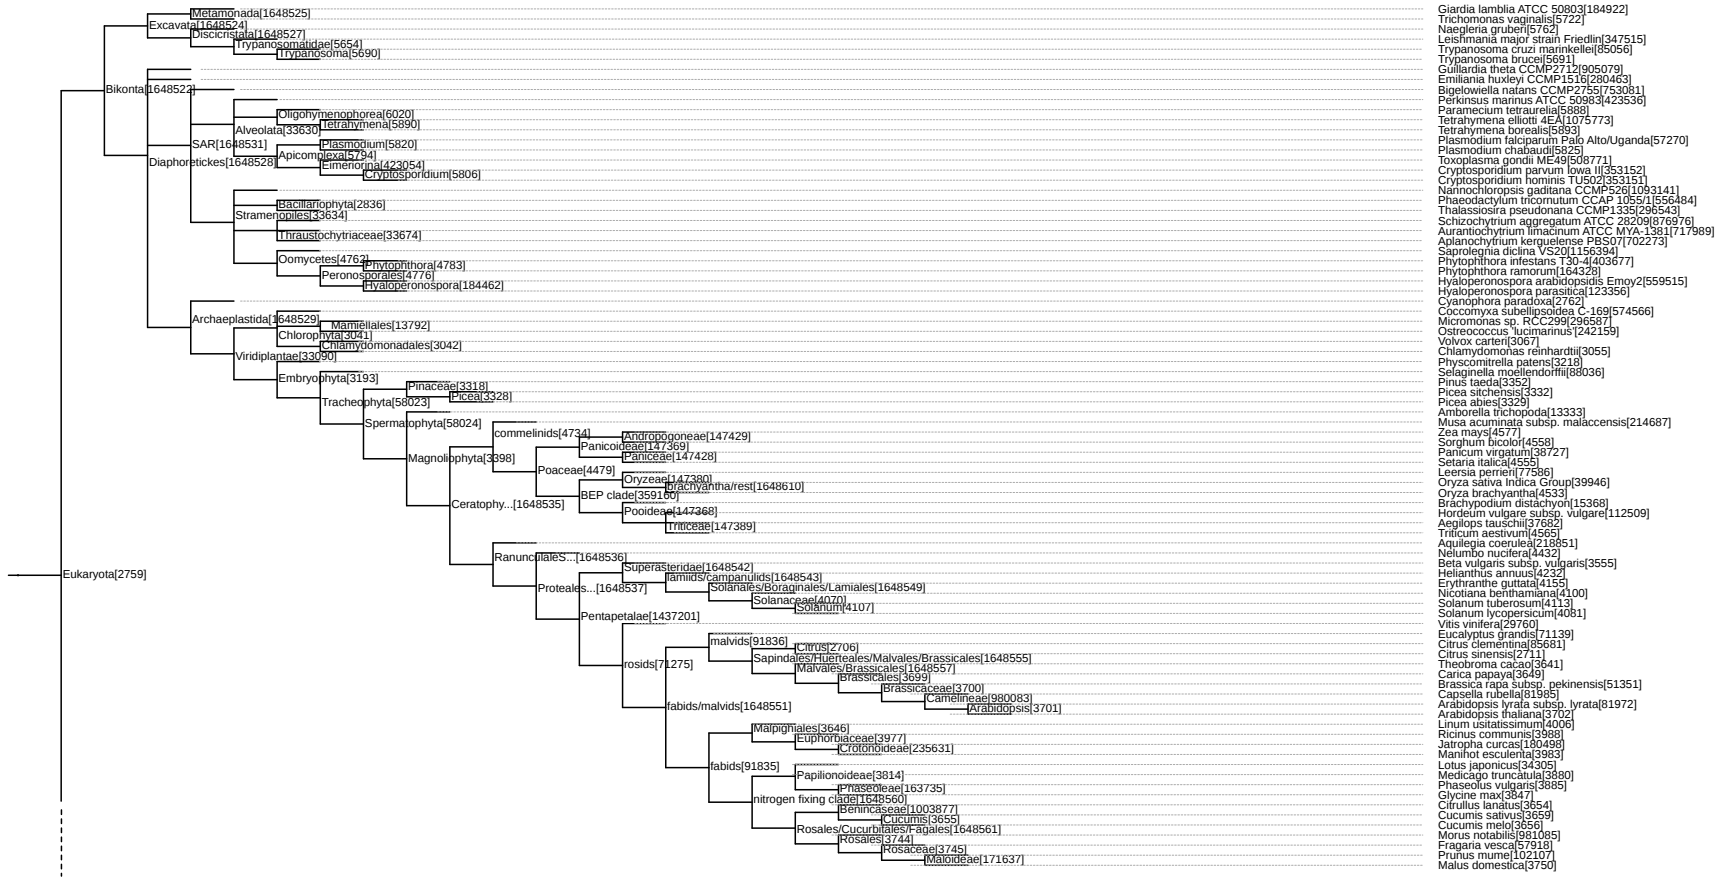 Metamonada[1648525]
Excavata[1648524]
Discicristata[1648527]
Trypanosomatidae[5654]
Trypanosoma[5690]
Bikonta[1648522]
Oligohymenophorea[6020]
Tetrahymena[5890]
Alveolata[33630]
SAR[1648531]
Plasmodium[5820]
Apicomplexa[5794]
Diaphoretickes[1648528]
Eimeriorina[423054]
Cryptosporidium[5806]
Bacillariophyta[2836]
Stramenopiles[33634]
Thraustochytriaceae[33674]
Oomycetes[4762]
Phytophthora[4783]
Peronosporales[4776]
Hyaloperonospora[184462]
Archaeplastida[1648529]
Mamiellales[13792]
Chlorophyta[3041]
Chlamydomonadales[3042]
Viridiplantae[33090]
Embryophyta[3193]
Pinaceae[3318]
Picea[3328]
Tracheophyta[58023]
Spermatophyta[58024]
commelinids[4734]
Andropogoneae[147429]
Panicoideae[147369]
Paniceae[147428]
Magnoliophyta[3398]
Poaceae[4479]
Oryzeae[147380]
brachyantha/rest[1648610]
BEP clade[359160]
Ceratophy...[1648535]
Pooideae[147368]
Triticeae[147389]
RanunculaleS...[1648536]
Superasteridae[1648542]
Eukaryota[2759]
lamiids/campanulids[1648543]
Proteales...[1648537]
Solanales/Boraginales/Lamiales[1648549]
Solanaceae[4070]
Solanum[4107]
Pentapetalae[1437201]
malvids[91836]
Citrus[2706]
Sapindales/Huerteales/Malvales/Brassicales[1648555]
rosids[71275]
Malvales/Brassicales[1648557]
Brassicales[3699]
Brassicaceae[3700]
Camelineae[980083]
Arabidopsis[3701]
fabids/malvids[1648551]
Malpighiales[3646]
Euphorbiaceae[3977]
Crotonoideae[235631]
fabids[91835]
Papilionoideae[3814]
Phaseoleae[163735]
nitrogen fixing clade[1648560]
Benincaseae[1003877]
Cucumis[3655]
Rosales/Cucurbitales/Fagales[1648561]
Rosales[3744]
Rosaceae[3745]
Maloideae[171637]
Giardia lamblia ATCC 50803[184922]
Trichomonas vaginalis[5722]
Naegleria gruberi[5762]
Leishmania major strain Friedlin[347515]
Trypanosoma cruzi marinkellei[85056]
Trypanosoma brucei[5691]
Guillardia theta CCMP2712[905079]
Emiliania huxleyi CCMP1516[280463]
Bigelowiella natans CCMP2755[753081]
Perkinsus marinus ATCC 50983[423536]
Paramecium tetraurelia[5888]
Tetrahymena elliotti 4EA[1075773]
Tetrahymena borealis[5893]
Plasmodium falciparum Palo Alto/Uganda[57270]
Plasmodium chabaudi[5825]
Toxoplasma gondii ME49[508771]
Cryptosporidium parvum Iowa II[353152]
Cryptosporidium hominis TU502[353151]
Nannochloropsis gaditana CCMP526[1093141]
Phaeodactylum tricornutum CCAP 1055/1[556484]
Thalassiosira pseudonana CCMP1335[296543]
Schizochytrium aggregatum ATCC 28209[876976]
Aurantiochytrium limacinum ATCC MYA-1381[717989]
Aplanochytrium kerguelense PBS07[702273]
Saprolegnia diclina VS20[1156394]
Phytophthora infestans T30-4[403677]
Phytophthora ramorum[164328]
Hyaloperonospora arabidopsidis Emoy2[559515]
Hyaloperonospora parasitica[123356]
Cyanophora paradoxa[2762]
Coccomyxa subellipsoidea C-169[574566]
Micromonas sp. RCC299[296587]
Ostreococcus 'lucimarinus'[242159]
Volvox carteri[3067]
Chlamydomonas reinhardtii[3055]
Physcomitrella patens[3218]
Selaginella moellendorffii[88036]
Pinus taeda[3352]
Picea sitchensis[3332]
Picea abies[3329]
Amborella trichopoda[13333]
Musa acuminata subsp. malaccensis[214687]
Zea mays[4577]
Sorghum bicolor[4558]
Panicum virgatum[38727]
Setaria italica[4555]
Leersia perrieri[77586]
Oryza sativa Indica Group[39946]
Oryza brachyantha[4533]
Brachypodium distachyon[15368]
Hordeum vulgare subsp. vulgare[112509]
Aegilops tauschii[37682]
Triticum aestivum[4565]
Aquilegia coerulea[218851]
Nelumbo nucifera[4432]
Beta vulgaris subsp. vulgaris[3555]
Helianthus annuus[4232]
Erythranthe guttata[4155]
Nicotiana benthamiana[4100]
Solanum tuberosum[4113]
Solanum lycopersicum[4081]
Vitis vinifera[29760]
Eucalyptus grandis[71139]
Citrus clementina[85681]
Citrus sinensis[2711]
Theobroma cacao[3641]
Carica papaya[3649]
Brassica rapa subsp. pekinensis[51351]
Capsella rubella[81985]
Arabidopsis lyrata subsp. lyrata[81972]
Arabidopsis thaliana[3702]
Linum usitatissimum[4006]
Ricinus communis[3988]
Jatropha curcas[180498]
Manihot esculenta[3983]
Lotus japonicus[34305]
Medicago truncatula[3880]
Phaseolus vulgaris[3885]
Glycine max[3847]
Citrullus lanatus[3654]
Cucumis sativus[3659]
Cucumis melo[3656]
Morus notabilis[981085]
Fragaria vesca[57918]
Prunus mume[102107]
Malus domestica[3750]